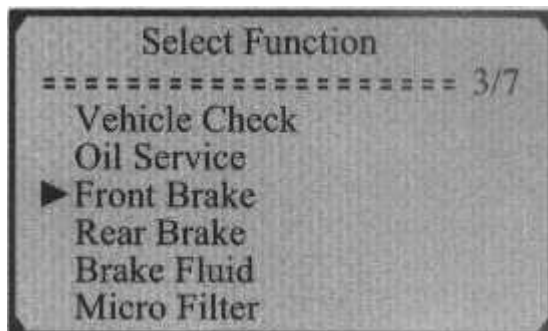 Select Function
==================== 3/7
Vehicle Check
Oil Service
▶Front Brake
Rear Brake
Brake Fluid
Micro Filter